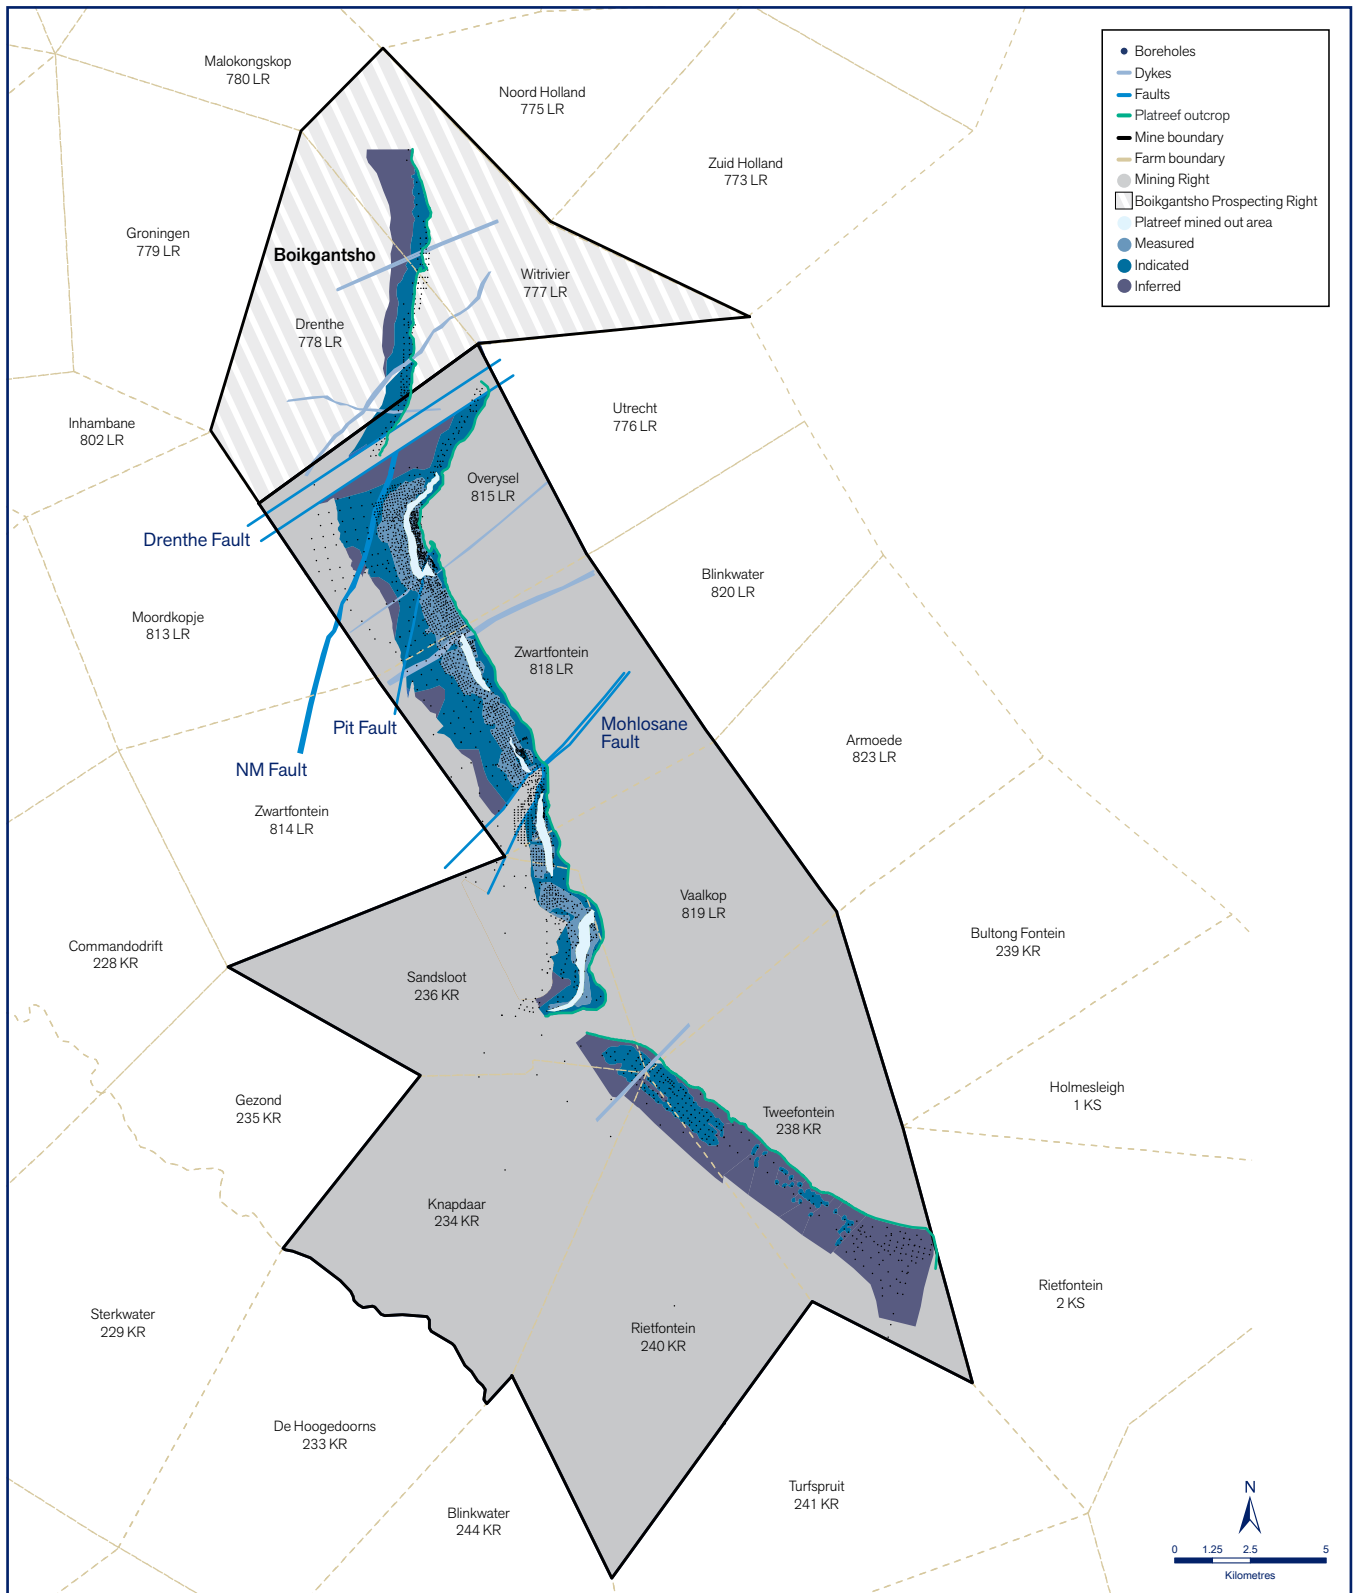 Malokongskop
780 LR
Noord Holland
775 LR
Zuid Holland
773 LR
Groningen
779 LR
Boikgantsho
Witrivier
777 LR
Drenthe
778 LR
Inhambane
802 LR
Utrecht
776 LR
Overysel
815 LR
Drenthe Fault
Blinkwater
820 LR
Moordkopje
813 LR
Zwartfontein
818 LR
Pit Fault
Mohlosane
Fault
NM Fault
Armoede
823 LR
Zwartfontein
814 LR
Vaalkop
819 LR
Commandodrift
228 KR
Bultong Fontein
239 KR
Sandsloot
236 KR
Gezond
235 KR
Holmesleigh
1 KS
Tweefontein
238 KR
Knapdaar
234 KR
Rietfontein
2 KS
Sterkwater
229 KR
Rietfontein
240 KR
De Hoogedoorns
233 KR
Turfspruit
241 KR
Blinkwater
244 KR
Boreholes
Dykes
Faults
Platreef outcrop
Mine boundary
Farm boundary
Mining Right
Boikgantsho Prospecting Right
Platreef mined out area
Measured
Indicated
Inferred
N
0 1.25 2.5 5
Kilometres